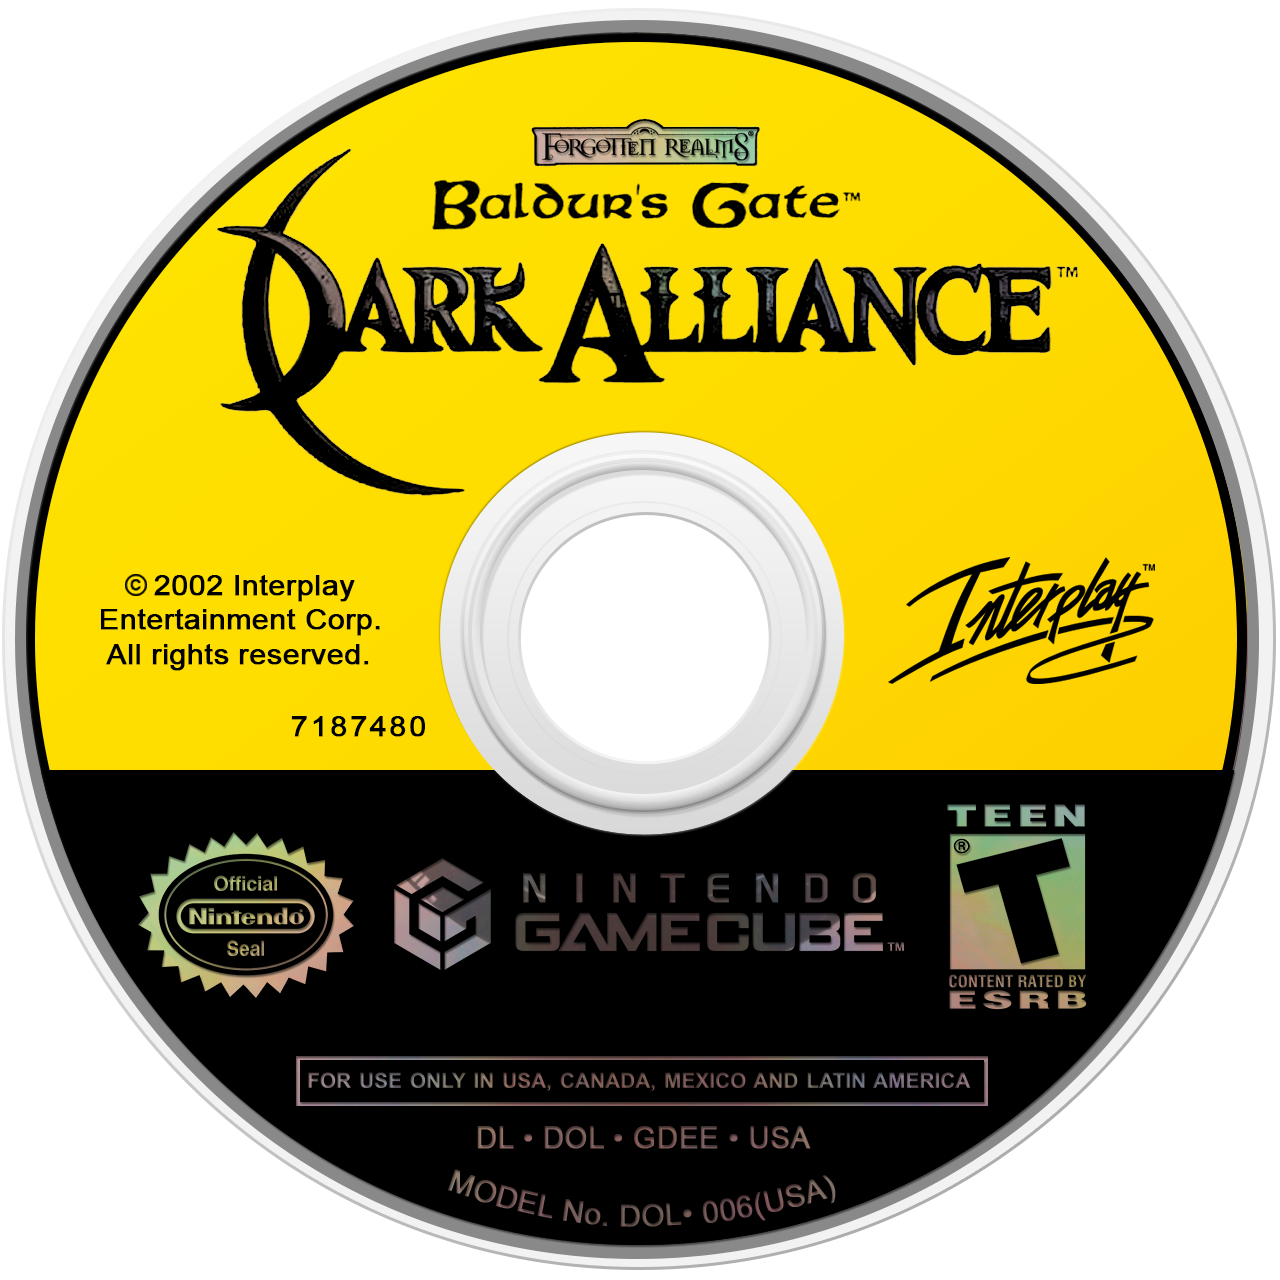 FORGOTTEN REALMS®
Baldur's Gate™
DARK ALLIANCE™
© 2002 Interplay
Entertainment Corp.
All rights reserved.
Interplay™
7187480
TEEN
®
T
CONTENT RATED BY
ESRB
Official
Nintendo®
Seal
NINTENDO
GAMECUBE™
FOR USE ONLY IN USA, CANADA, MEXICO AND LATIN AMERICA
DL • DOL • GDEE • USA
MODEL No. DOL• 006(USA)